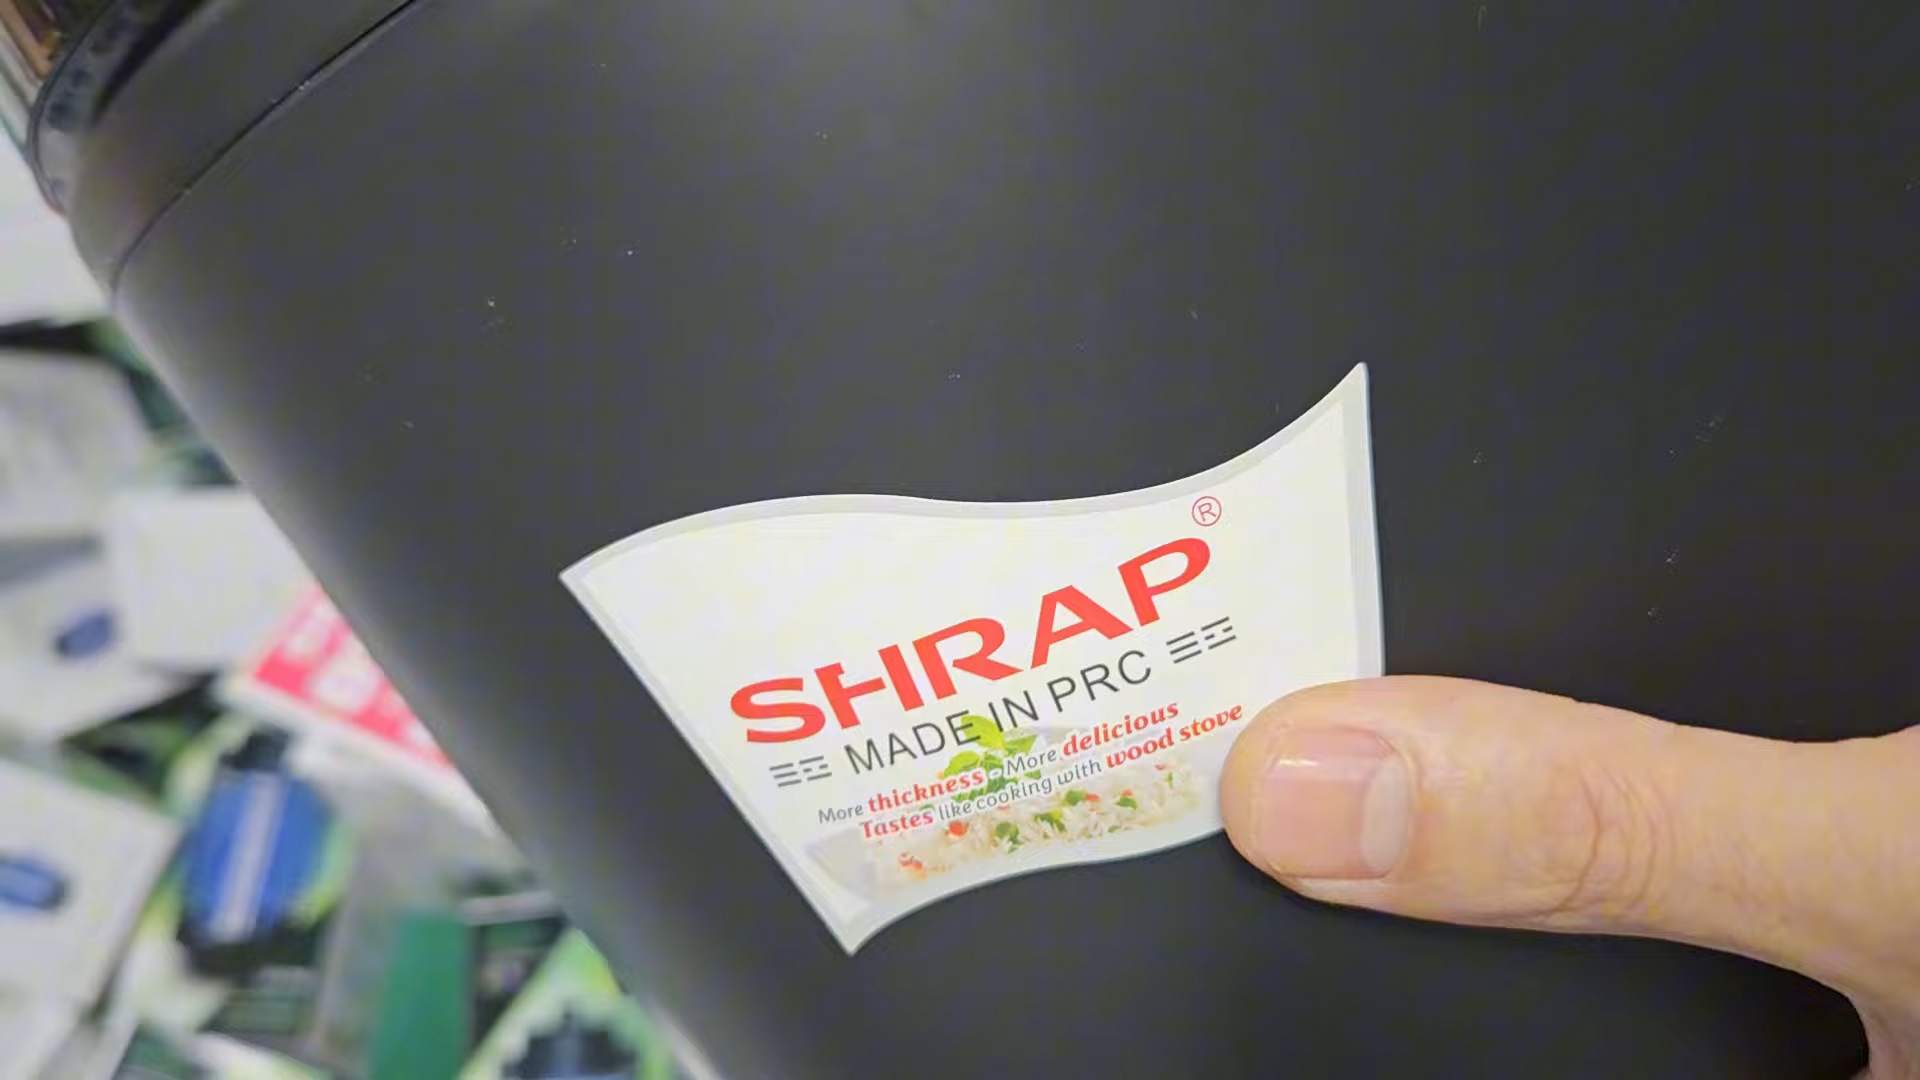 SHRAP®
MADE IN PRC
More thickness - More delicious
Tastes like cooking with wood stove